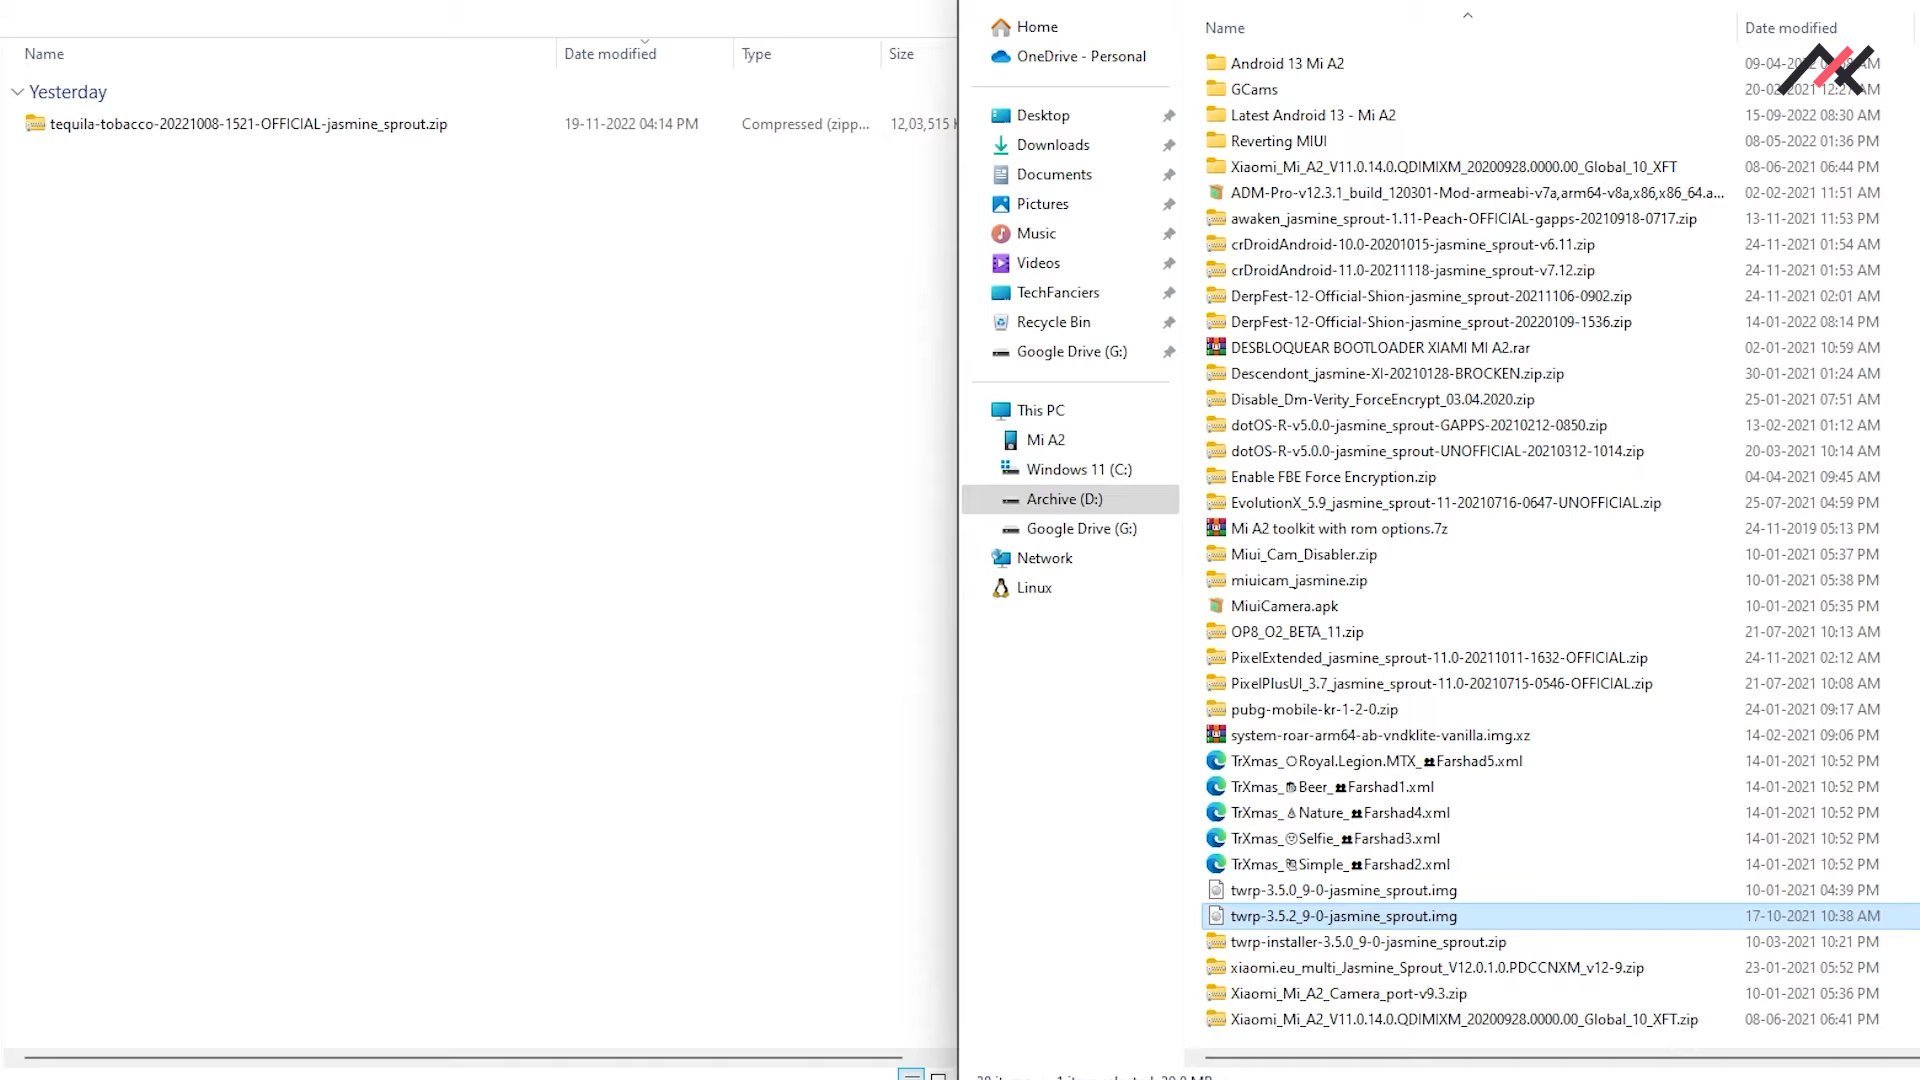 Name
Date modified
Type
Size
Yesterday
tequila-tobacco-20221008-1521-OFFICIAL-jasmine_sprout.zip
19-11-2022 04:14 PM
Compressed (zipp...
12,03,515
Home
OneDrive - Personal
Desktop
Downloads
Documents
Pictures
Music
Videos
TechFanciers
Recycle Bin
Google Drive (G:)
This PC
Mi A2
Windows 11 (C:)
Archive (D:)
Google Drive (G:)
Network
Linux
Name
Date modified
Android 13 Mi A2
09-04-
GCams
20-02-2021 12:27 AM
Latest Android 13 - Mi A2
15-09-2022 08:30 AM
Reverting MIUI
08-05-2022 01:36 PM
Xiaomi_Mi_A2_V11.0.14.0.QDIMIXM_20200928.0000.00_Global_10_XFT
08-06-2021 06:44 PM
ADM-Pro-v12.3.1_build_120301-Mod-armeabi-v7a,arm64-v8a,x86,x86_64.a...
02-02-2021 11:51 AM
awaken_jasmine_sprout-1.11-Peach-OFFICIAL-gapps-20210918-0717.zip
13-11-2021 11:53 PM
crDroidAndroid-10.0-20201015-jasmine_sprout-v6.11.zip
24-11-2021 01:54 AM
crDroidAndroid-11.0-20211118-jasmine_sprout-v7.12.zip
24-11-2021 01:53 AM
DerpFest-12-Official-Shion-jasmine_sprout-20211106-0902.zip
24-11-2021 02:01 AM
DerpFest-12-Official-Shion-jasmine_sprout-20220109-1536.zip
14-01-2022 08:14 PM
DESBLOQUEAR BOOTLOADER XIAMI MI A2.rar
02-01-2021 10:59 AM
Descendont_jasmine-XI-20210128-BROCKEN.zip.zip
30-01-2021 01:24 AM
Disable_Dm-Verity_ForceEncrypt_03.04.2020.zip
25-01-2021 07:51 AM
dotOS-R-v5.0.0-jasmine_sprout-GAPPS-20210212-0850.zip
13-02-2021 01:12 AM
dotOS-R-v5.0.0-jasmine_sprout-UNOFFICIAL-20210312-1014.zip
20-03-2021 10:14 AM
Enable FBE Force Encryption.zip
04-04-2021 09:45 AM
EvolutionX_5.9_jasmine_sprout-11-20210716-0647-UNOFFICIAL.zip
25-07-2021 04:59 PM
Mi A2 toolkit with rom options.7z
24-11-2019 05:13 PM
Miui_Cam_Disabler.zip
10-01-2021 05:37 PM
miuicam_jasmine.zip
10-01-2021 05:38 PM
MiuiCamera.apk
10-01-2021 05:35 PM
OP8_O2_BETA_11.zip
21-07-2021 10:13 AM
PixelExtended_jasmine_sprout-11.0-20211011-1632-OFFICIAL.zip
24-11-2021 02:12 AM
PixelPlusUI_3.7_jasmine_sprout-11.0-20210715-0546-OFFICIAL.zip
21-07-2021 10:08 AM
pubg-mobile-kr-1-2-0.zip
24-01-2021 09:17 AM
system-roar-arm64-ab-vndklite-vanilla.img.xz
14-02-2021 09:06 PM
TrXmas_Royal.Legion.MTX_Farshad5.xml
14-01-2021 10:52 PM
TrXmas_Beer_Farshad1.xml
14-01-2021 10:52 PM
TrXmas_Nature_Farshad4.xml
14-01-2021 10:52 PM
TrXmas_Selfie_Farshad3.xml
14-01-2021 10:52 PM
TrXmas_Simple_Farshad2.xml
14-01-2021 10:52 PM
twrp-3.5.0_9-0-jasmine_sprout.img
10-01-2021 04:39 PM
twrp-3.5.2_9-0-jasmine_sprout.img
17-10-2021 10:38 AM
twrp-installer-3.5.0_9-0-jasmine_sprout.zip
10-03-2021 10:21 PM
xiaomi.eu_multi_Jasmine_Sprout_V12.0.1.0.PDCCNXM_v12-9.zip
23-01-2021 05:52 PM
Xiaomi_Mi_A2_Camera_port-v9.3.zip
10-01-2021 05:36 PM
Xiaomi_Mi_A2_V11.0.14.0.QDIMIXM_20200928.0000.00_Global_10_XFT.zip
08-06-2021 06:41 PM